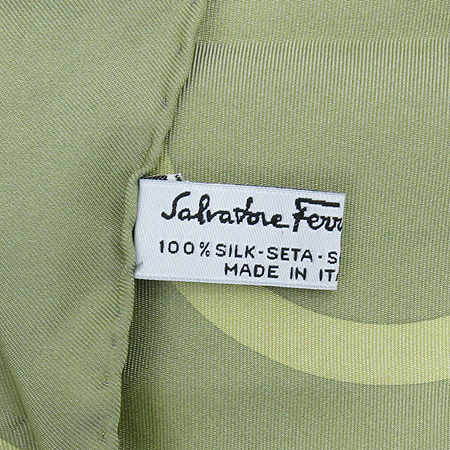 Salvatore Ferr
100% SILK-SETA-S
MADE IN ITA